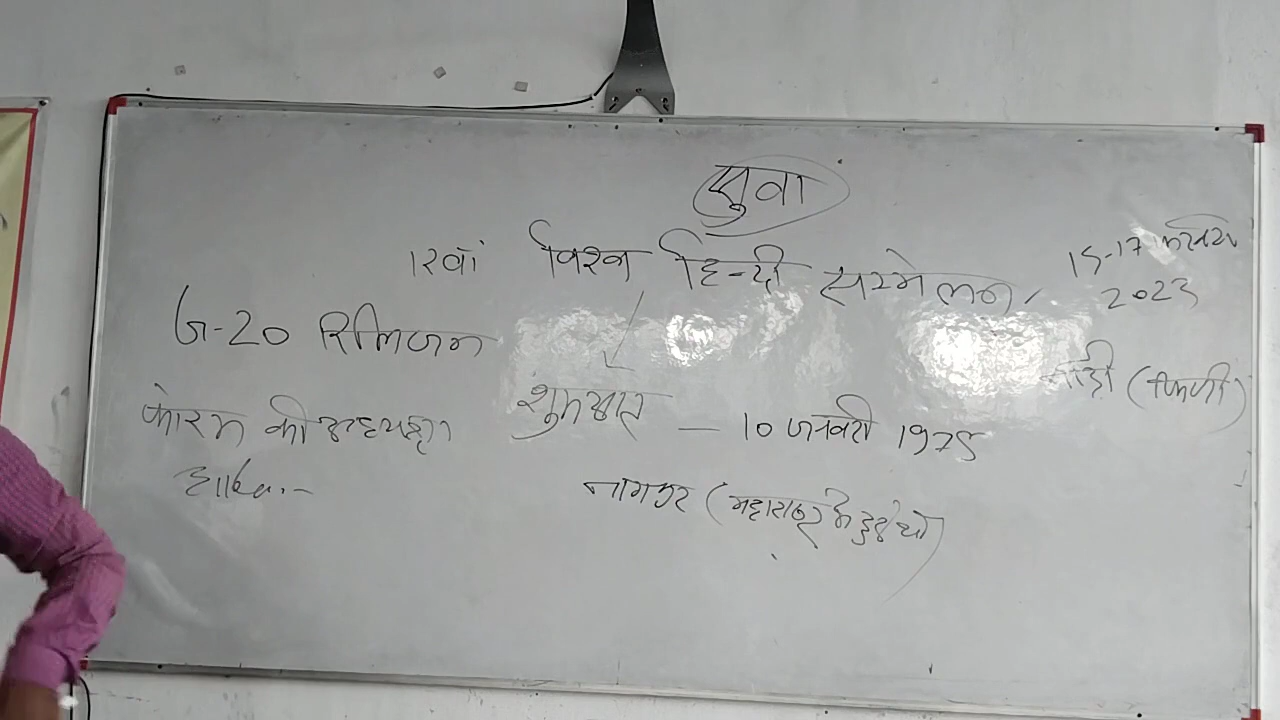 सुवा
12वां विश्व हिन्दी सम्मेलन, 15-17 फरवरी
2023
नांदी (फिजी)
G-20 रिलिजन
फोरम की अध्यक्षता
शुरुआत - 10 जनवरी 1975
नागपुर (महाराष्ट्र में हुई थी)